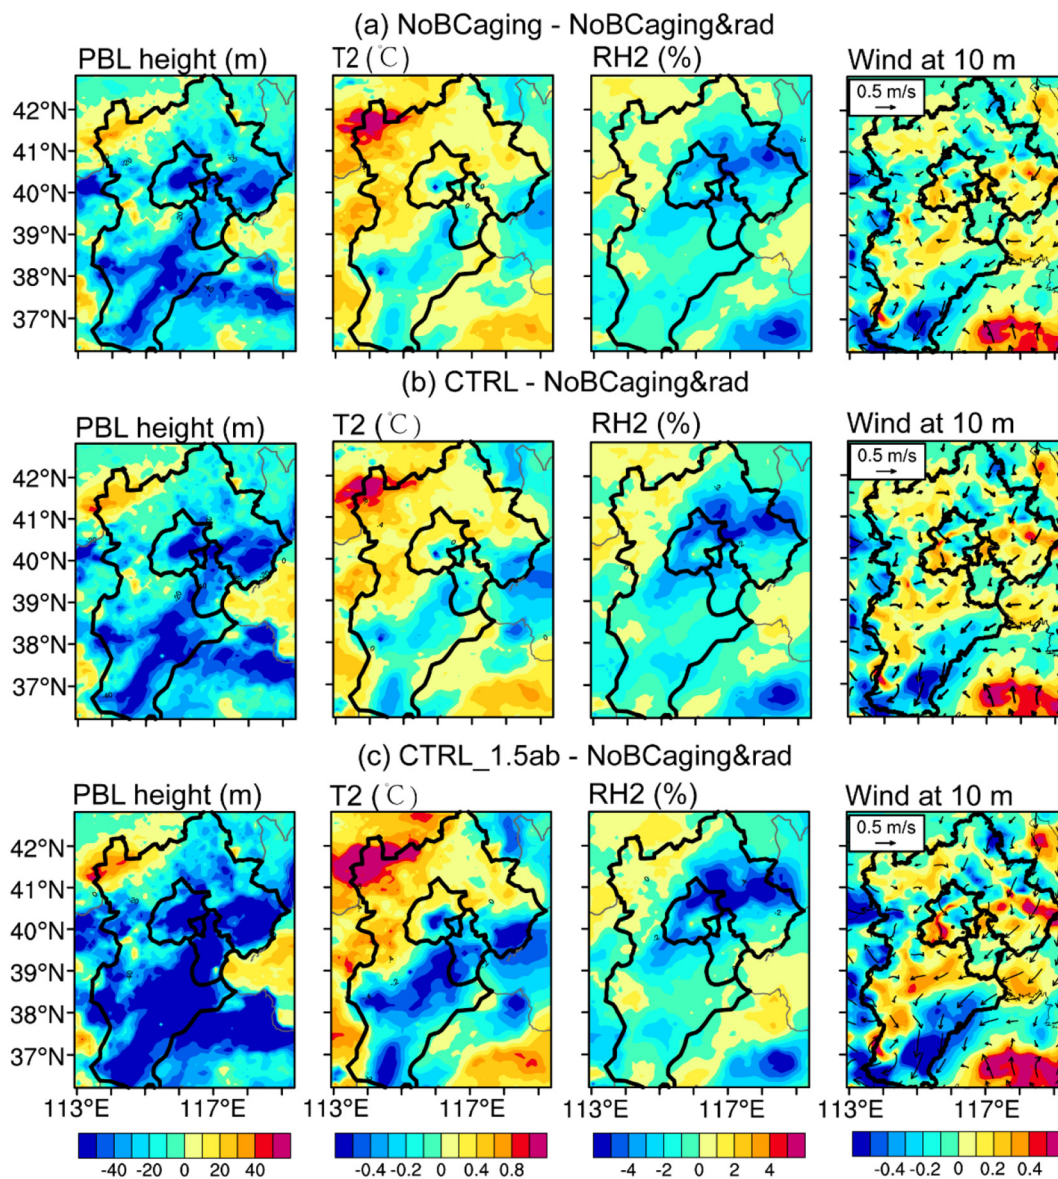 (a) NoBCaging - NoBCaging&rad
PBL height (m) T2 (℃) RH2 (%) Wind at 10 m
0.5 m/s
42°N
41°N
40°N
39°N
38°N
37°N
(b) CTRL - NoBCaging&rad
PBL height (m) T2 (℃) RH2 (%) Wind at 10 m
0.5 m/s
42°N
41°N
40°N
39°N
38°N
37°N
(c) CTRL_1.5ab - NoBCaging&rad
PBL height (m) T2 (℃) RH2 (%) Wind at 10 m
0.5 m/s
42°N
41°N
40°N
39°N
38°N
37°N
113°E 117°E 113°E 117°E 113°E 117°E 113°E 117°E
-40 -20 0 20 40 -0.4 -0.2 0 0.4 0.8 -4 -2 0 2 4 -0.4 -0.2 0 0.2 0.4